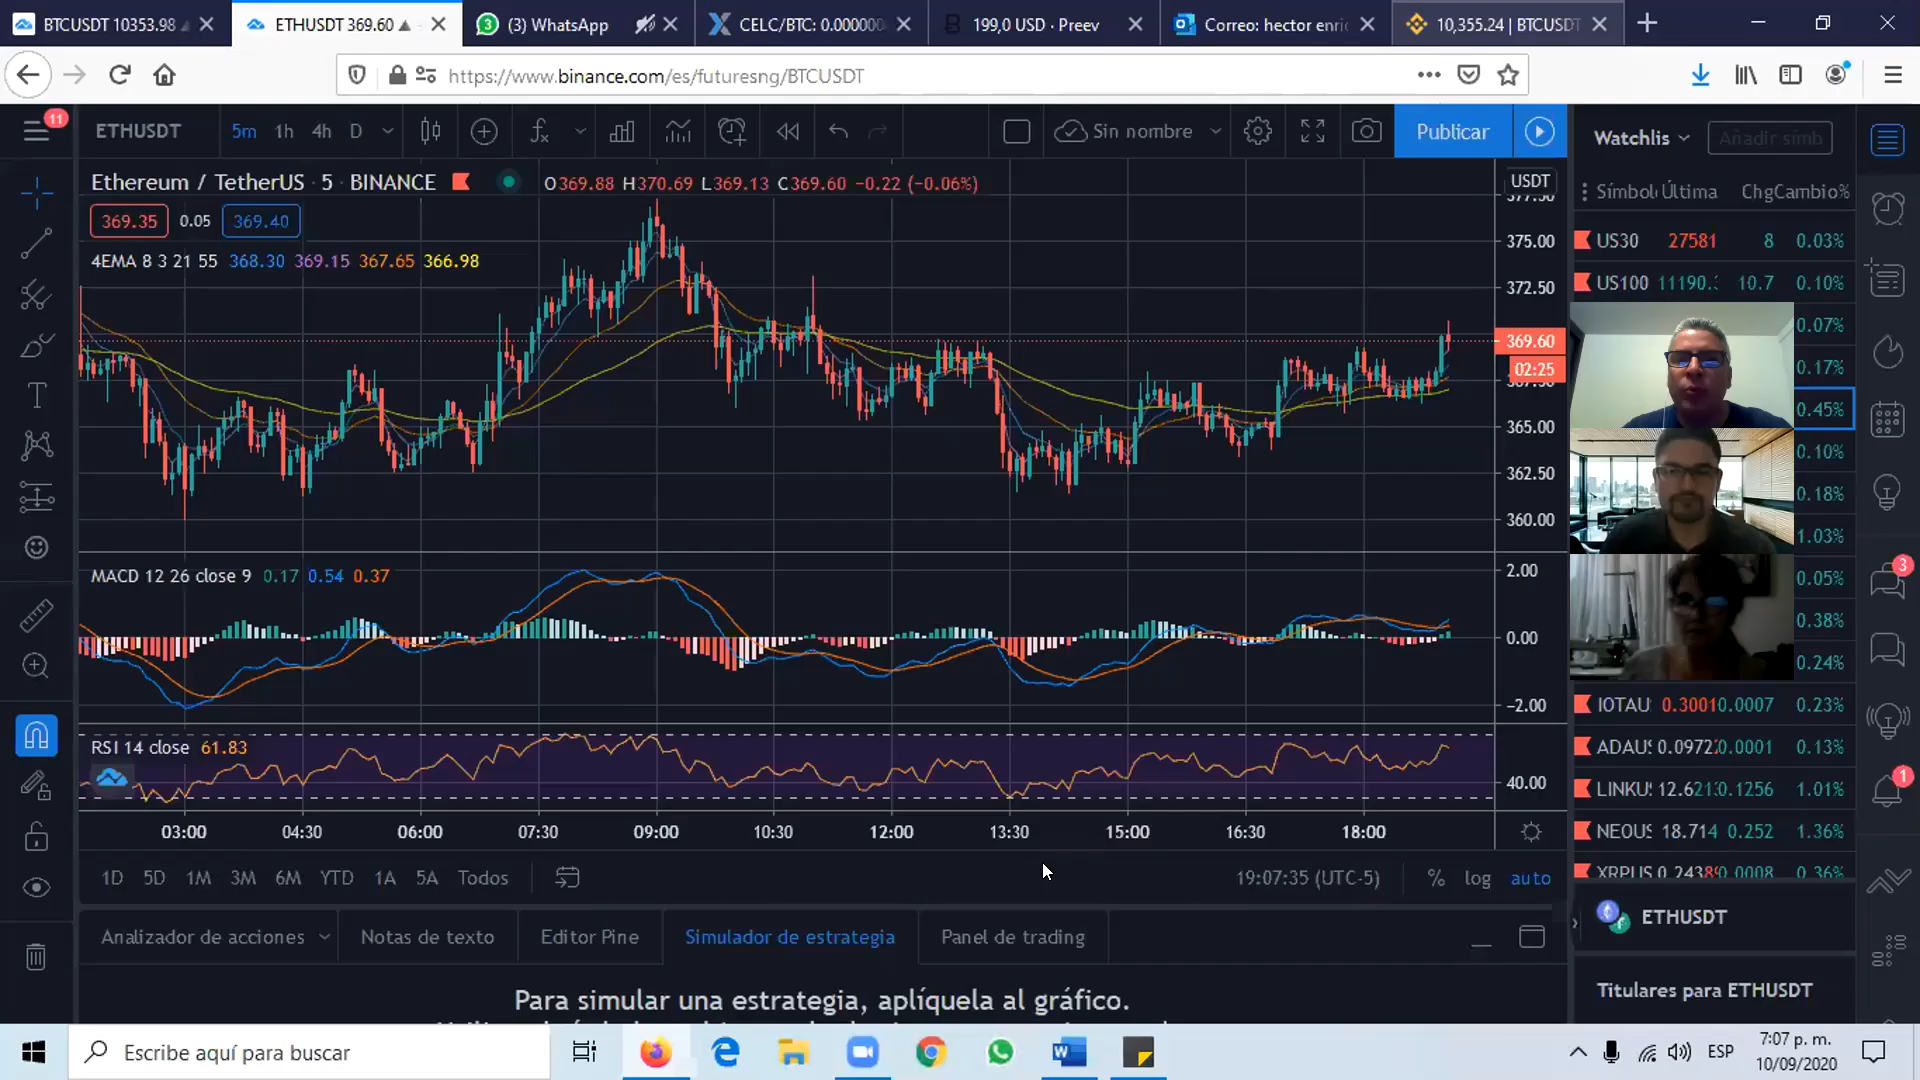 BTCUSDT 10353.98
ETHUSDT 369.60
(3) WhatsApp
CELC/BTC: 0.000000
199,0 USD · Preev
Correo: hector enri
10,355.24 | BTCUSDT
https://www.binance.com/es/futuresng/BTCUSDT
11
ETHUSDT
5m
1h
4h
D
Sin nombre
Publicar
Watchlis
Añadir símb
Ethereum / TetherUS · 5 · BINANCE
O369.88 H370.69 L369.13 C369.60 −0.22 (−0.06%)
USDT
Símbol Última Chg Cambio%
369.35 0.05 369.40
4EMA 8 3 21 55 368.30 369.15 367.65 366.98
377.50
375.00
372.50
369.60
02:25
365.00
362.50
360.00
US30 27581 8 0.03%
US100 11190. 10.7 0.10%
0.07%
0.17%
0.45%
0.10%
0.18%
1.03%
0.05%
0.38%
0.24%
IOTAU 0.3001 0.0007 0.23%
ADAUS 0.0972 0.0001 0.13%
LINKU 12.621 0.1256 1.01%
NEOUS 18.714 0.252 1.36%
XRPUS 0.2438 0.0008 0.36%
MACD 12 26 close 9 0.17 0.54 0.37
2.00
0.00
−2.00
RSI 14 close 61.83
40.00
03:00 04:30 06:00 07:30 09:00 10:30 12:00 13:30 15:00 16:30 18:00
1D 5D 1M 3M 6M YTD 1A 5A Todos
19:07:35 (UTC-5)
% log auto
3
1
ETHUSDT
Titulares para ETHUSDT
Analizador de acciones
Notas de texto
Editor Pine
Simulador de estrategia
Panel de trading
Para simular una estrategia, aplíquela al gráfico.
Escribe aquí para buscar
ESP
7:07 p. m.
10/09/2020